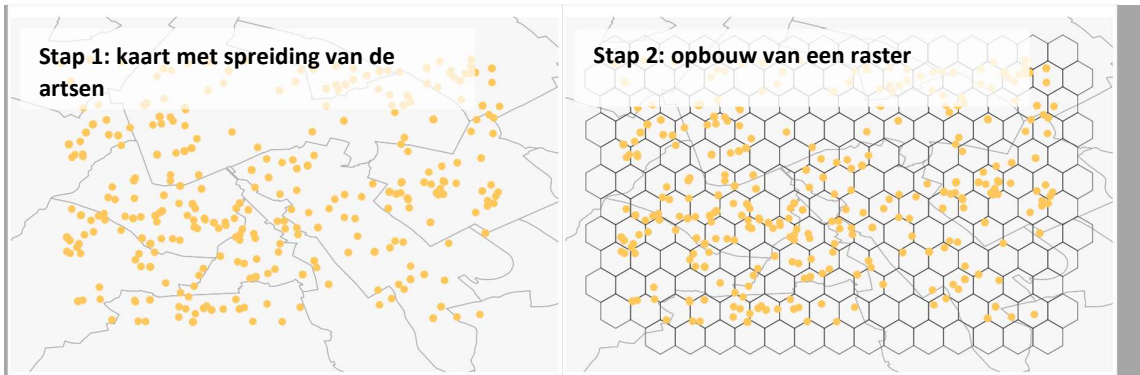 Stap 1: kaart met spreiding van de
artsen
Stap 2: opbouw van een raster